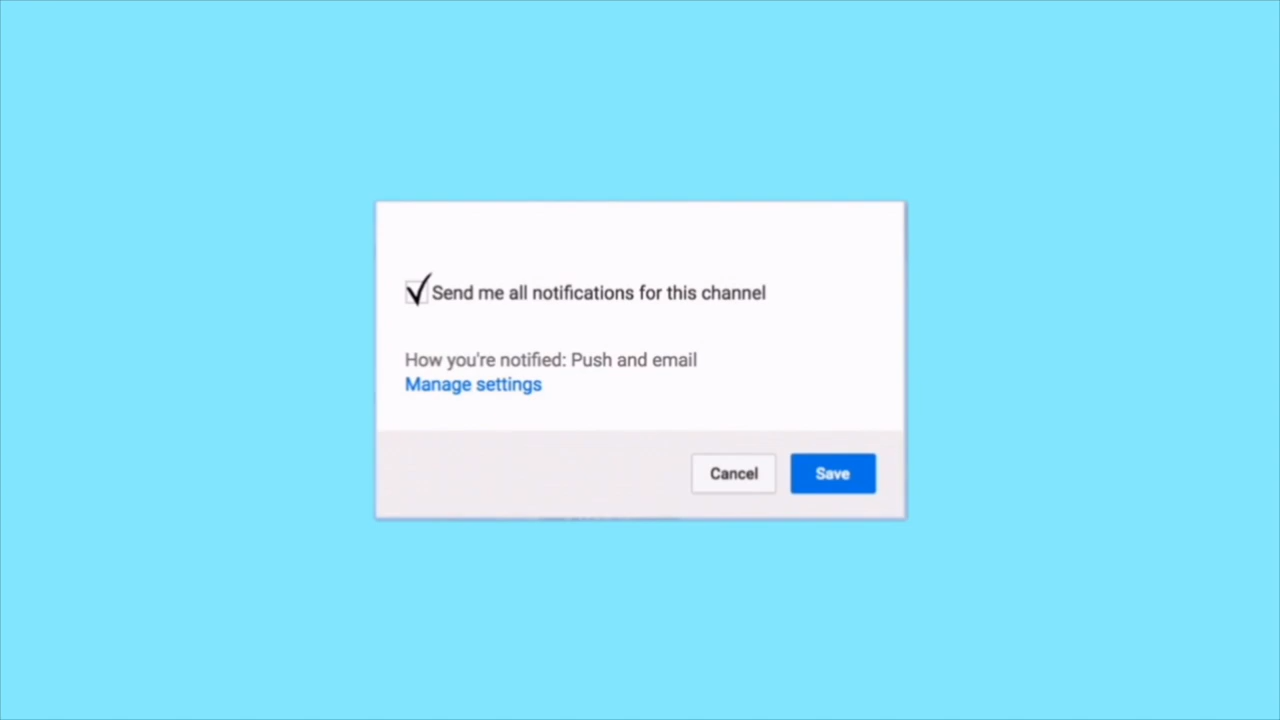 Send me all notifications for this channel
How you're notified: Push and email
Manage settings
Cancel
Save